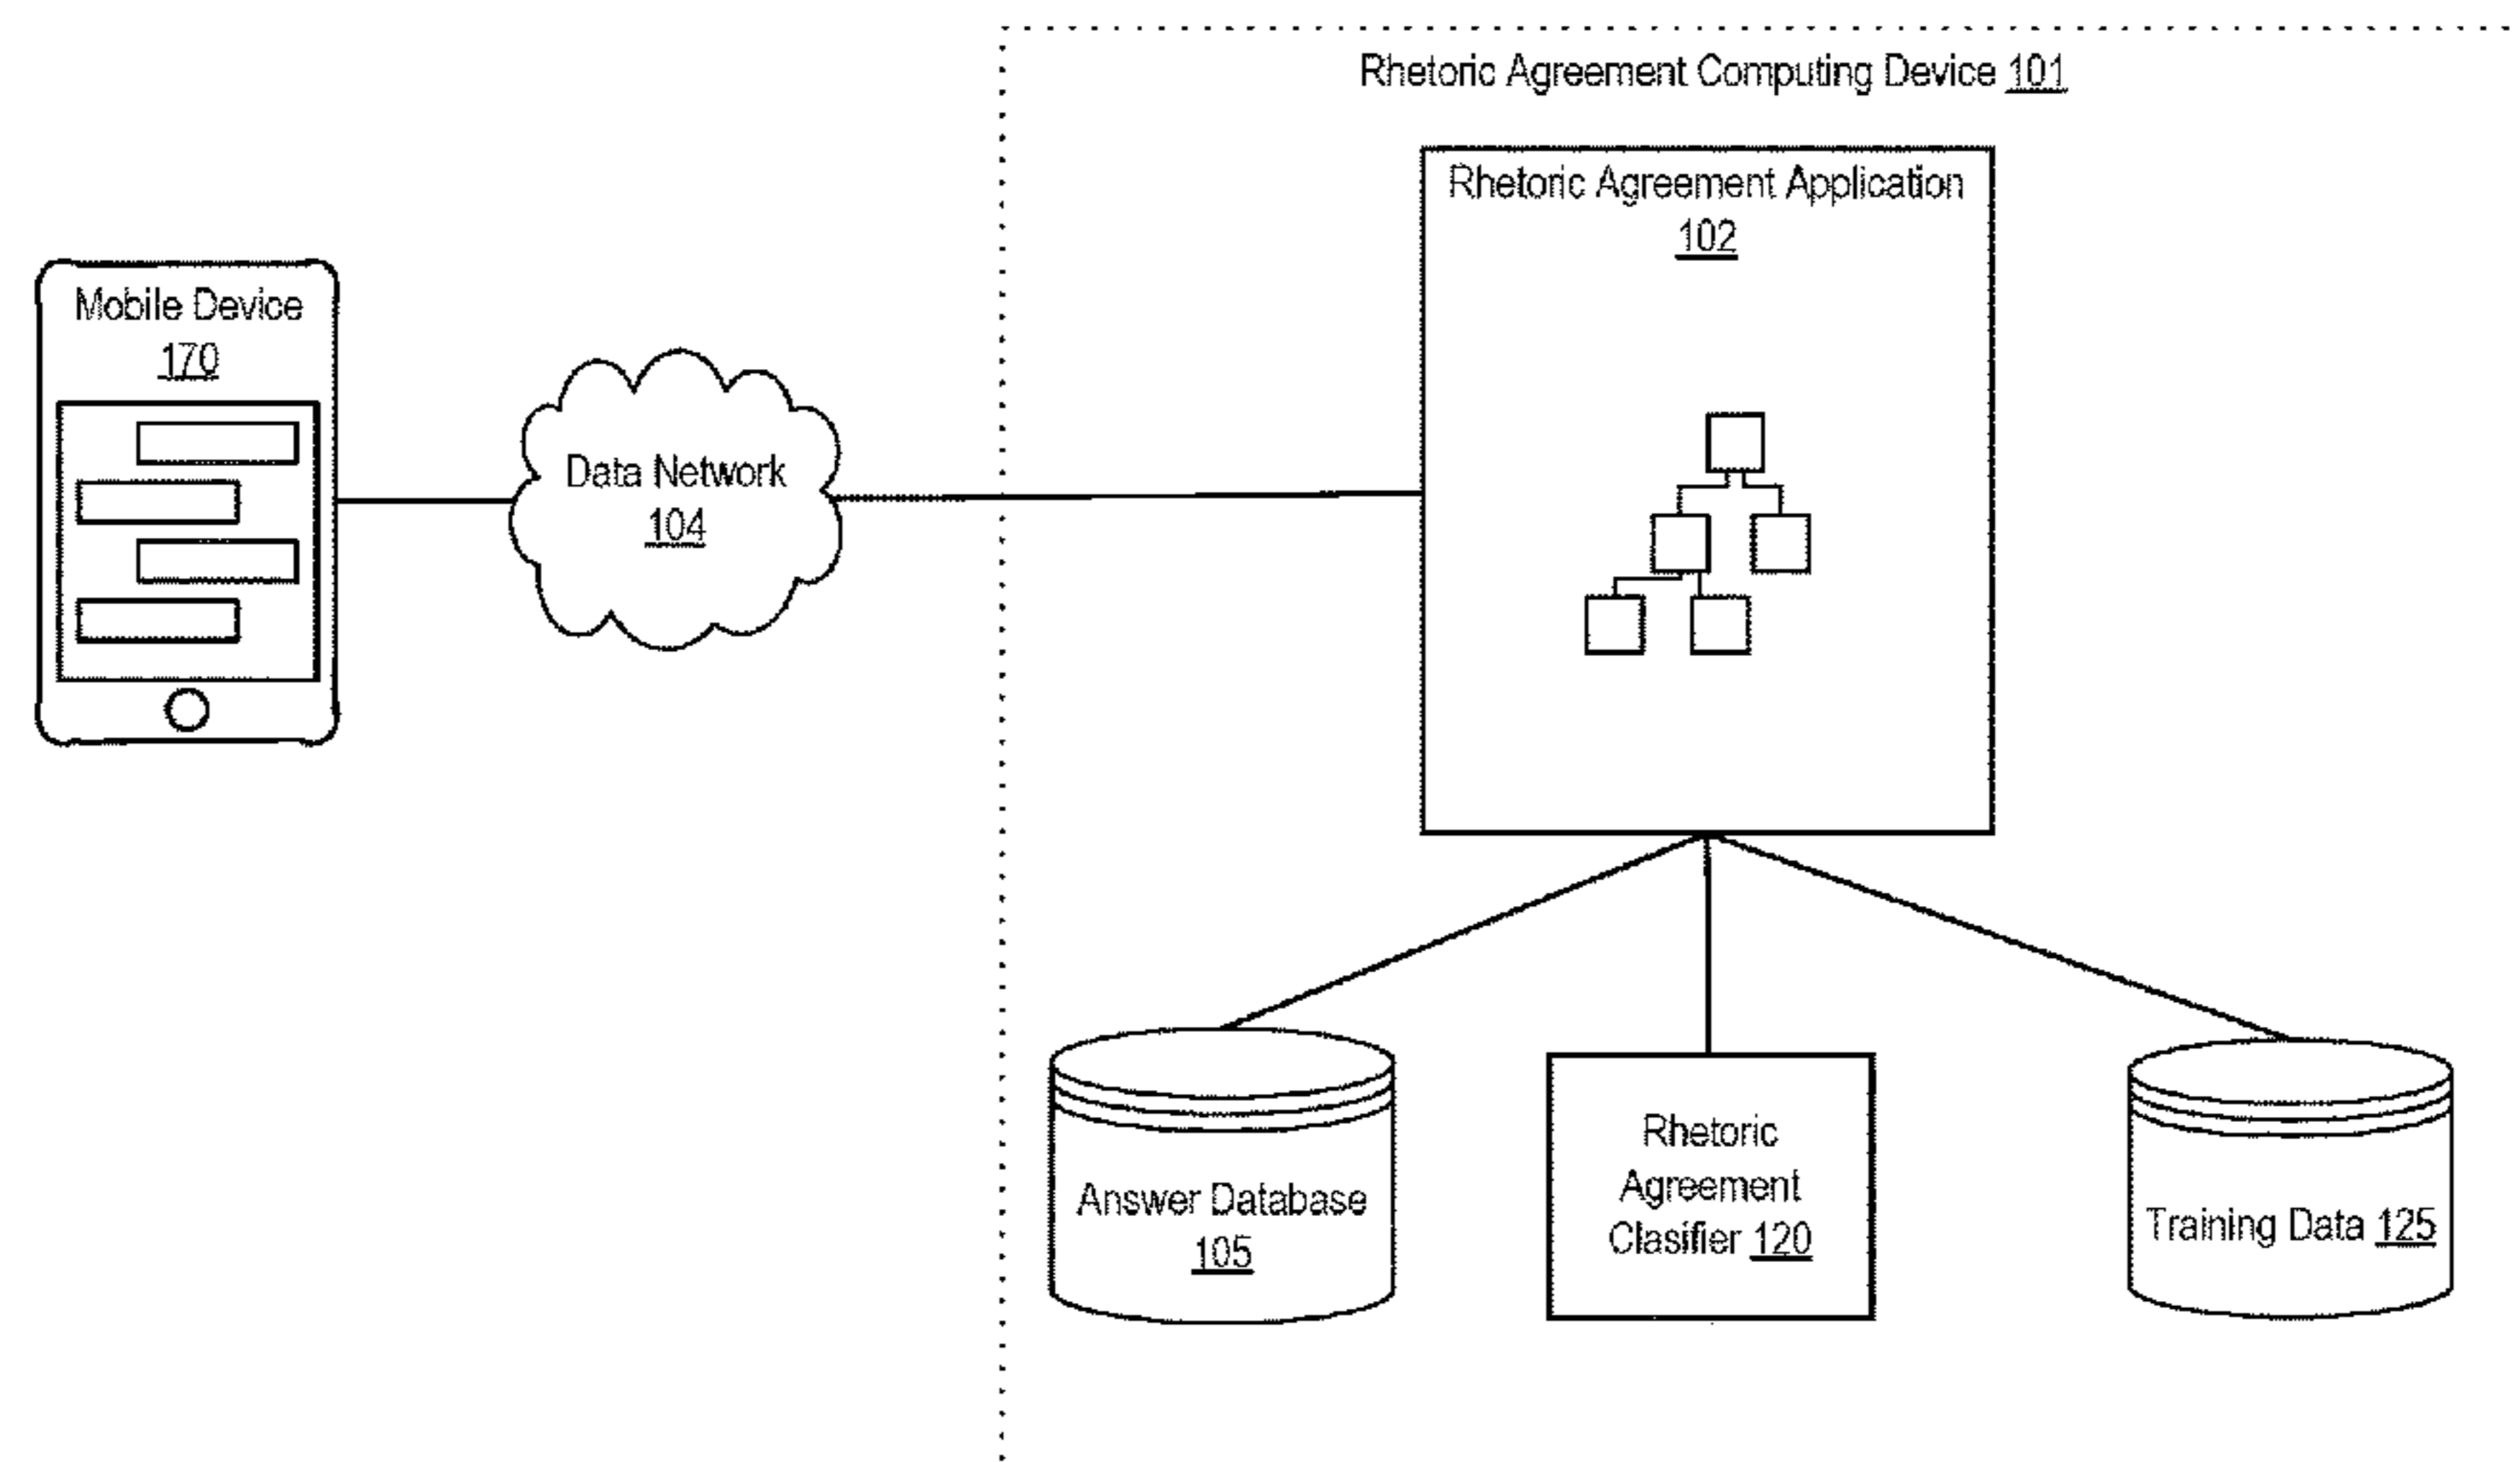 Rhetoric Agreement Computing Device 101
Rhetoric Agreement Application
102
Mobile Device
170
Data Network
104
Answer Database
105
Rhetoric
Agreement
Clasifier 120
Training Data 125